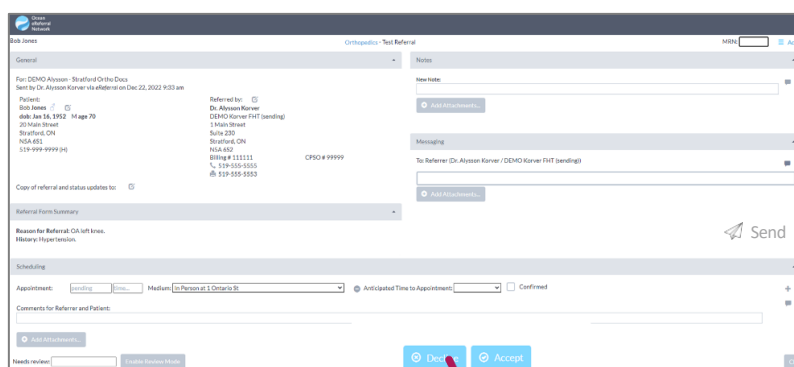 Ocean
eReferral
Network
Bob Jones
Orthopedics - Test Referral
MRN:
General
For: DEMO Alysson - Stratford Ortho Docs
Sent by Dr. Alysson Korver via eReferral on Dec 22, 2022 9:33 am
Patient:
Bob Jones
dob: Jan 16, 1952 M age 70
20 Main Street
Stratford, ON
N5A 6S1
519-999-9999 (H)
Referred by:
Dr. Alysson Korver
DEMO Korver FHT (sending)
1 Main Street
Suite 230
Stratford, ON
N5A 6S2
Billing # 111111 CPSO # 99999
519-555-5555
519-555-5553
Copy of referral and status updates to:
Referral Form Summary
Reason for Referral: OA left knee.
History: Hypertension.
Notes
New Note:
Add Attachments...
Messaging
To: Referrer (Dr. Alysson Korver / DEMO Korver FHT (sending))
Add Attachments...
Send
Scheduling
Appointment: pending time... Medium: In Person at 1 Ontario St Anticipated Time to Appointment: Confirmed
Comments for Referrer and Patient:
Add Attachments...
Needs review: Enable Review Mode
Accept